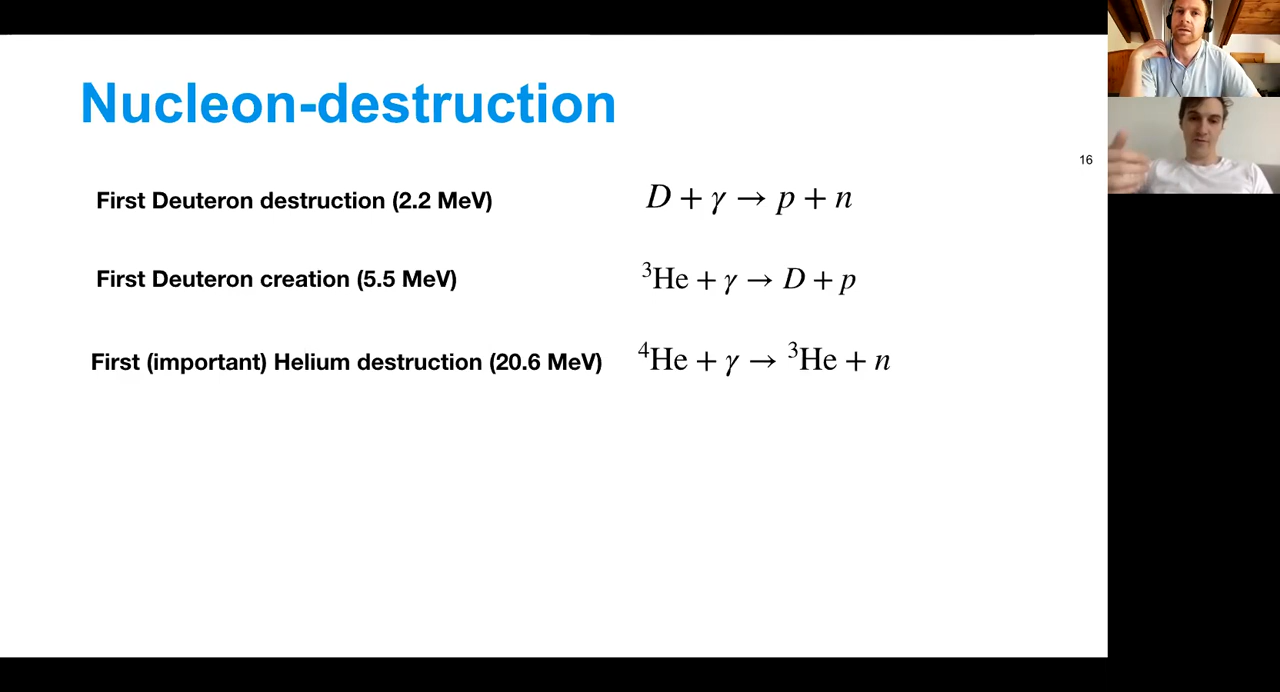 Nucleon-destruction
16
First Deuteron destruction (2.2 MeV) D + γ → p + n
First Deuteron creation (5.5 MeV) ³He + γ → D + p
First (important) Helium destruction (20.6 MeV) ⁴He + γ → ³He + n